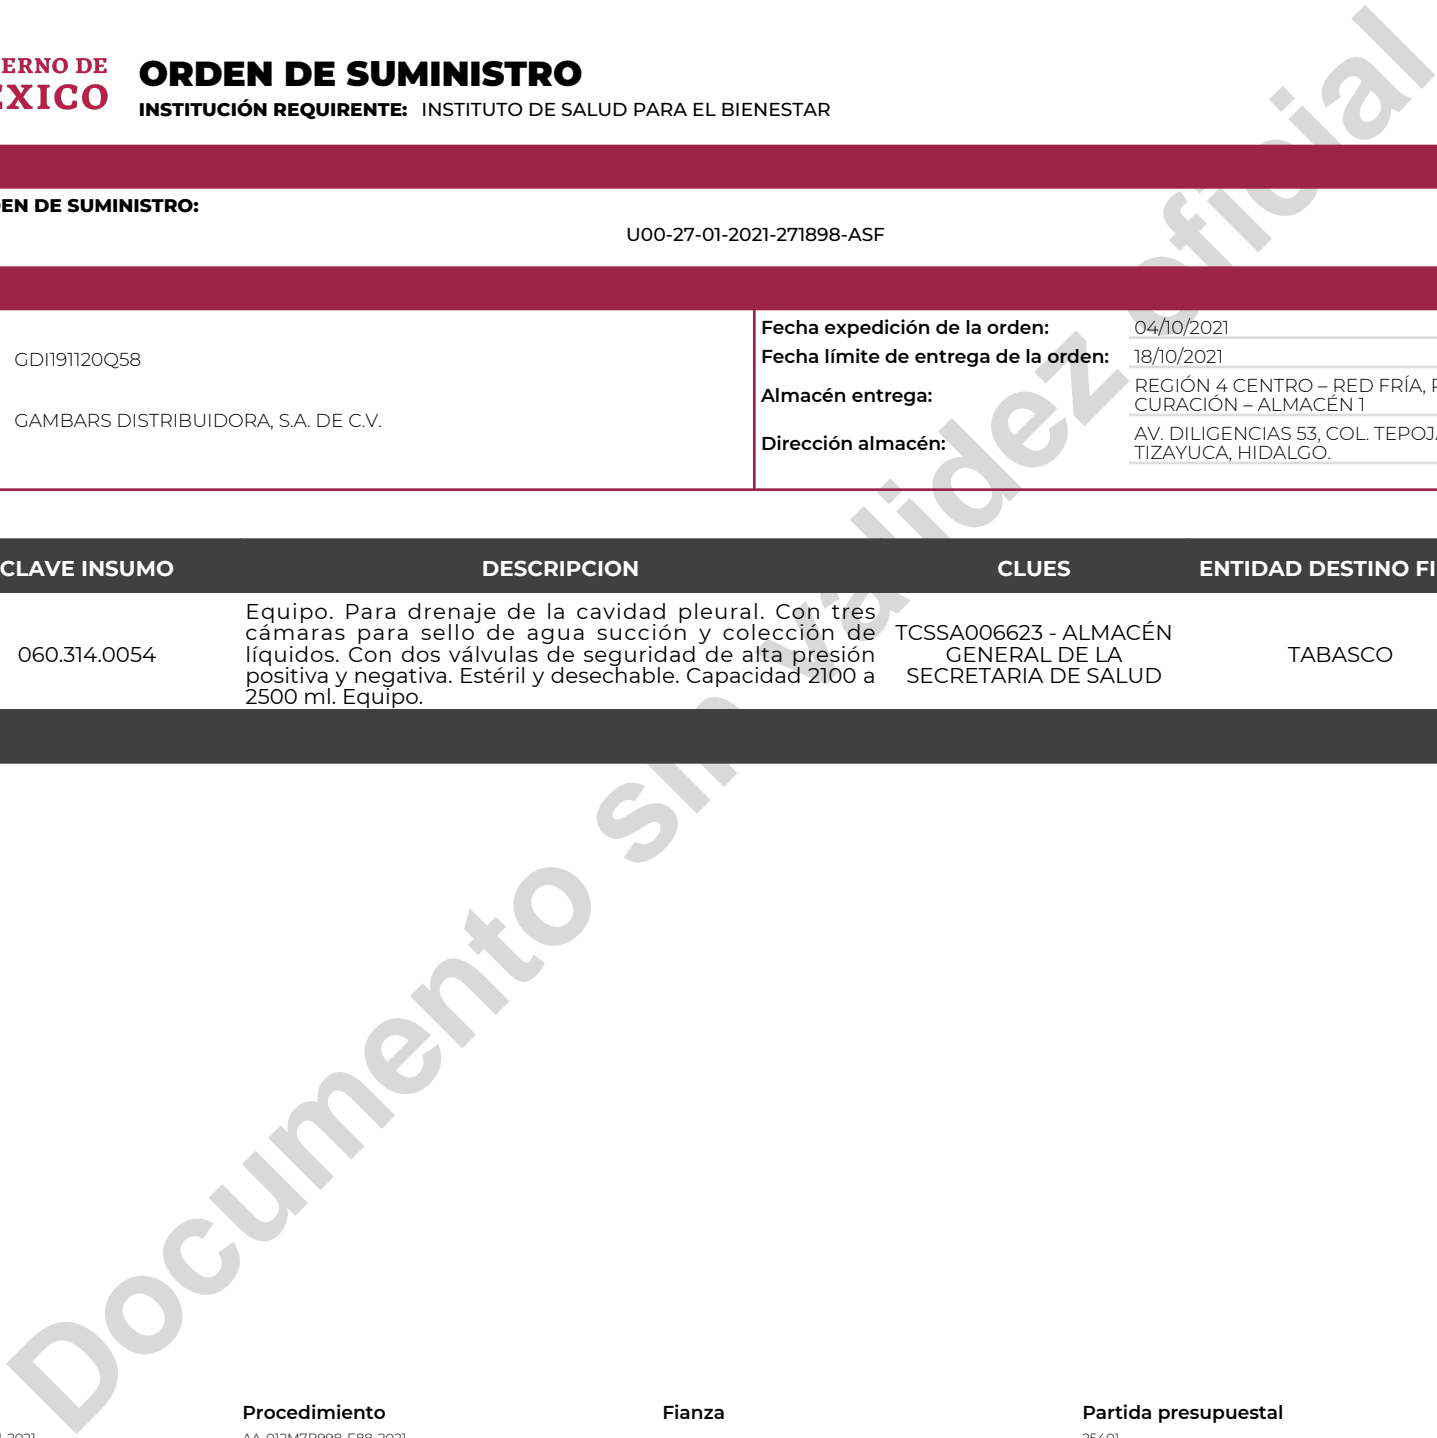 ERNO DE
ÉXICO
ORDEN DE SUMINISTRO
INSTITUCIÓN REQUIRENTE: INSTITUTO DE SALUD PARA EL BIENESTAR
EN DE SUMINISTRO:
U00-27-01-2021-271898-ASF
GDI191120Q58
GAMBARS DISTRIBUIDORA, S.A. DE C.V.
Fecha expedición de la orden: 04/10/2021
Fecha límite de entrega de la orden: 18/10/2021
Almacén entrega: REGIÓN 4 CENTRO – RED FRÍA,
CURACIÓN – ALMACÉN 1
Dirección almacén: AV. DILIGENCIAS 53, COL. TEPOJA
TIZAYUCA, HIDALGO.
CLAVE INSUMO DESCRIPCION CLUES ENTIDAD DESTINO FI
060.314.0054
Equipo. Para drenaje de la cavidad pleural. Con tres
cámaras para sello de agua succión y colección de
líquidos. Con dos válvulas de seguridad de alta presión
positiva y negativa. Estéril y desechable. Capacidad 2100 a
2500 ml. Equipo.
TCSSA006623 - ALMACÉN
GENERAL DE LA
SECRETARIA DE SALUD
TABASCO
Documento sin validez oficial
Procedimiento Fianza Partida presupuestal